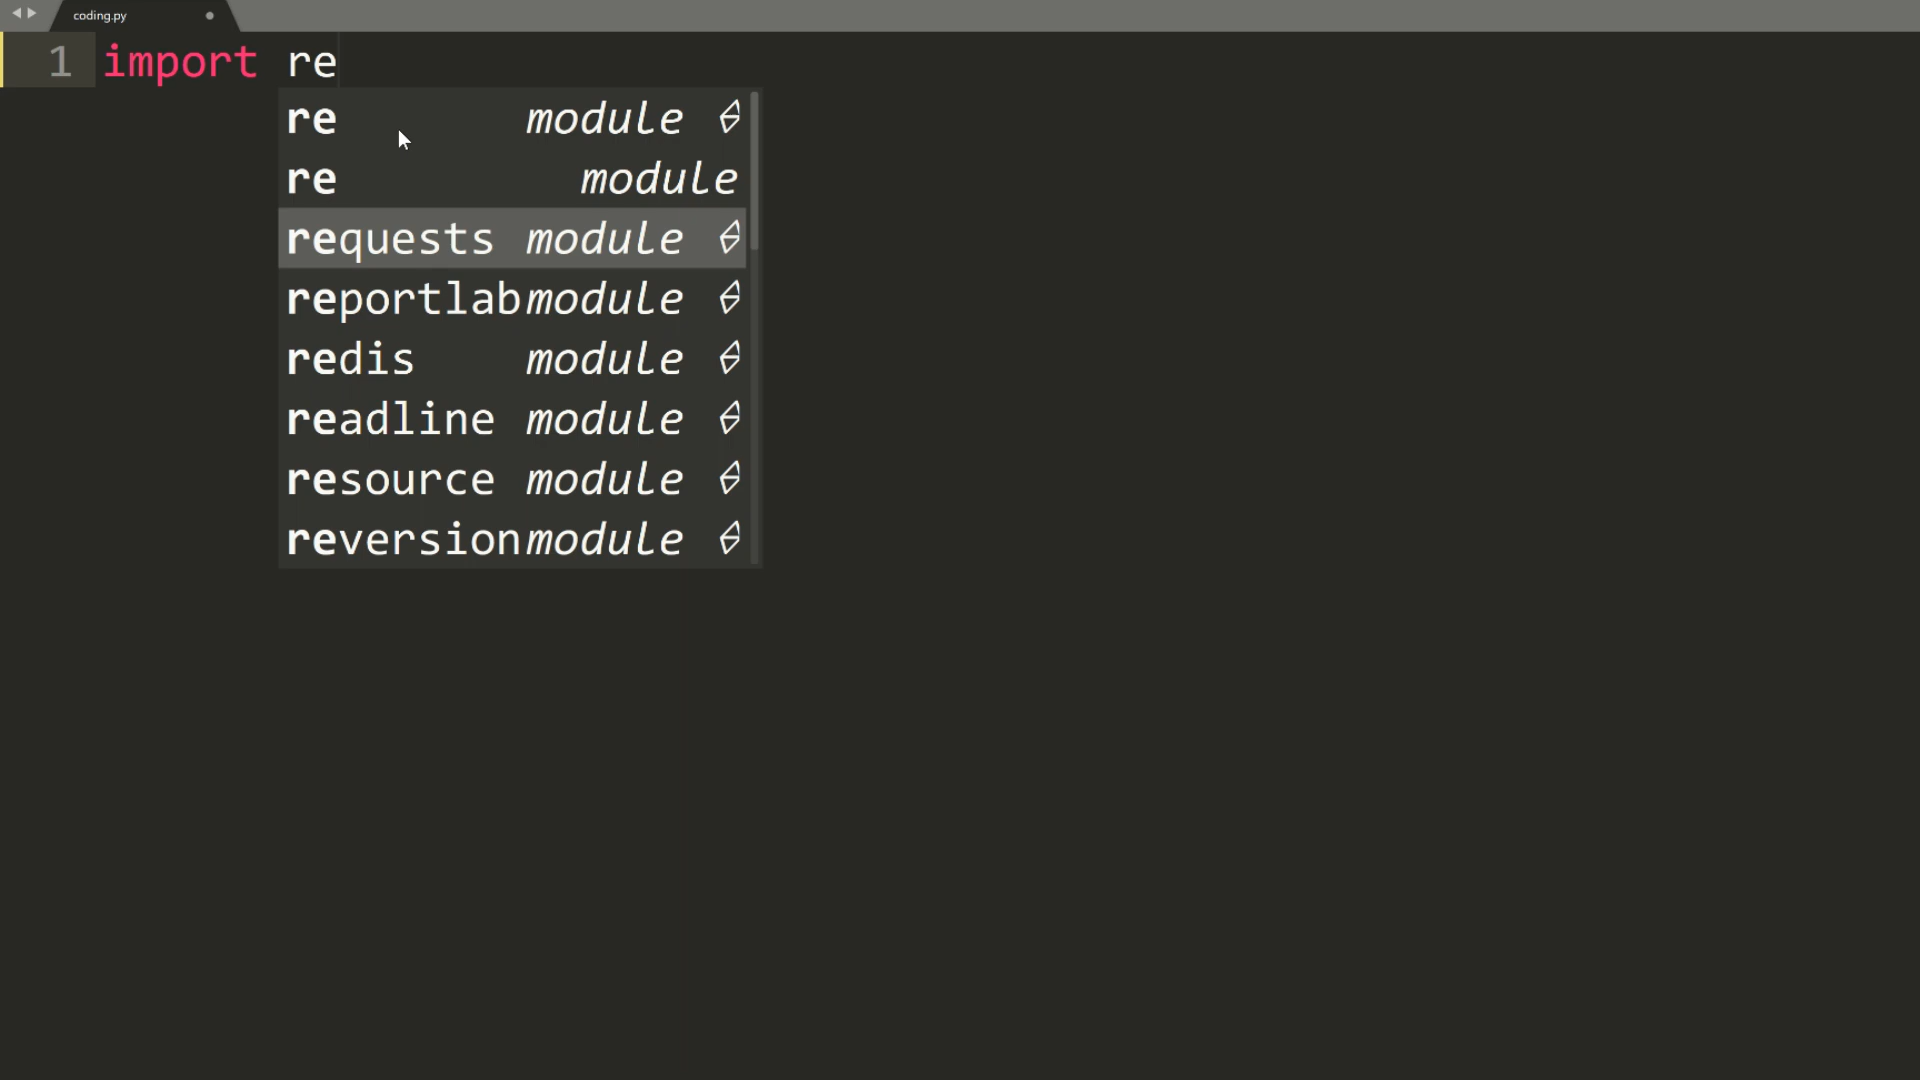 coding.py
1 import re
re module
re module
requests module
reportlab module
redis module
readline module
resource module
reversion module